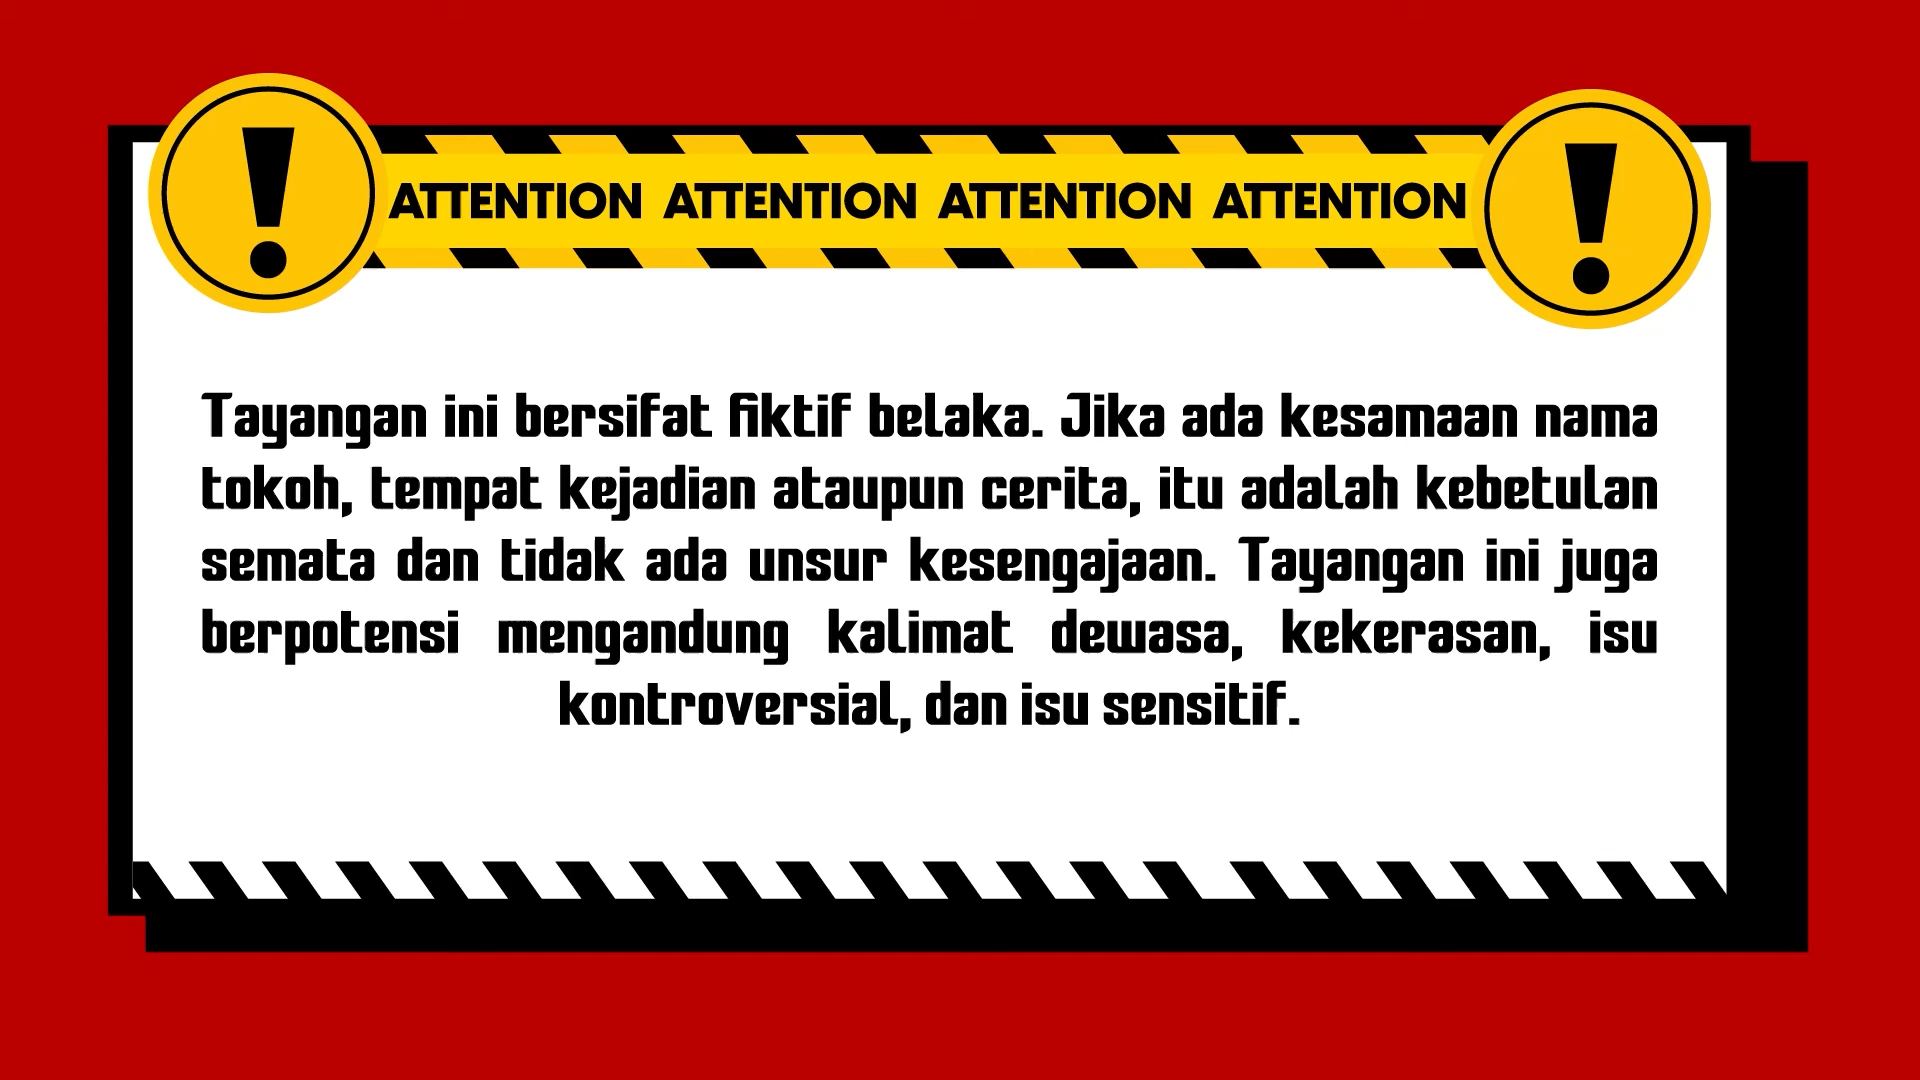 ATTENTION ATTENTION ATTENTION ATTENTION
Tayangan ini bersifat fiktif belaka. Jika ada kesamaan nama
tokoh, tempat kejadian ataupun cerita, itu adalah kebetulan
semata dan tidak ada unsur kesengajaan. Tayangan ini juga
berpotensi mengandung kalimat dewasa, kekerasan, isu
kontroversial, dan isu sensitif.